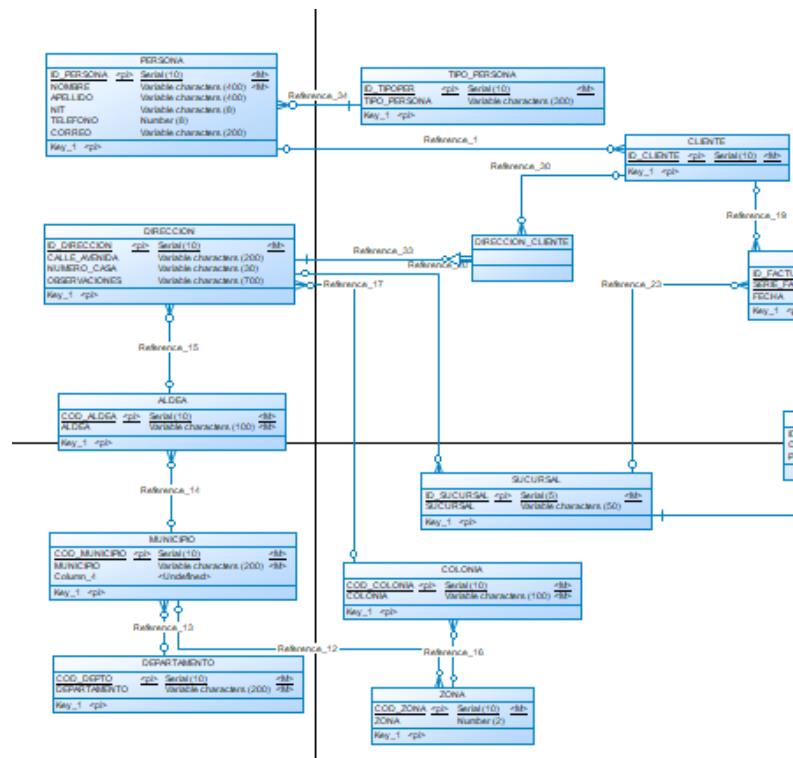 PERSONA
ID_PERSONA <pi> Serial (10) <M>
NOMBRE Variable characters (400) <M>
APELLIDO Variable characters (400)
NIT Variable characters (8)
TELEFONO Number (8)
CORREO Variable characters (200)
Key_1 <pi>
Reference_34
TIPO_PERSONA
ID_TIPOPER <pi> Serial (10) <M>
TIPO_PERSONA Variable characters (300)
Key_1 <pi>
Reference_1
CLIENTE
ID_CLIENTE <pi> Serial (10) <M>
Key_1 <pi>
Reference_30
Reference_19
DIRECCION
ID_DIRECCION <pi> Serial (10) <M>
CALLE_AVENIDA Variable characters (200)
NUMERO_CASA Variable characters (30)
OBSERVACIONES Variable characters (700)
Key_1 <pi>
Reference_33
DIRECCION_CLIENTE
Reference_17
Reference_23
ID_FACTU
SERIE_FA
FECHA
Key_1
Reference_15
ALDEA
COD_ALDEA <pi> Serial (10) <M>
ALDEA Variable characters (100) <M>
Key_1 <pi>
Reference_14
SUCURSAL
ID_SUCURSAL <pi> Serial (5) <M>
SUCURSAL Variable characters (50)
Key_1 <pi>
MUNICIPIO
COD_MUNICIPIO <pi> Serial (10) <M>
MUNICIPIO Variable characters (200) <M>
Column_4 <Undefined>
Key_1 <pi>
COLONIA
COD_COLONIA <pi> Serial (10) <M>
COLONIA Variable characters (100) <M>
Key_1 <pi>
Reference_13
Reference_12
Reference_16
DEPARTAMENTO
COD_DEPTO <pi> Serial (10) <M>
DEPARTAMENTO Variable characters (200) <M>
Key_1 <pi>
ZONA
COD_ZONA <pi> Serial (10) <M>
ZONA Number (2)
Key_1 <pi>